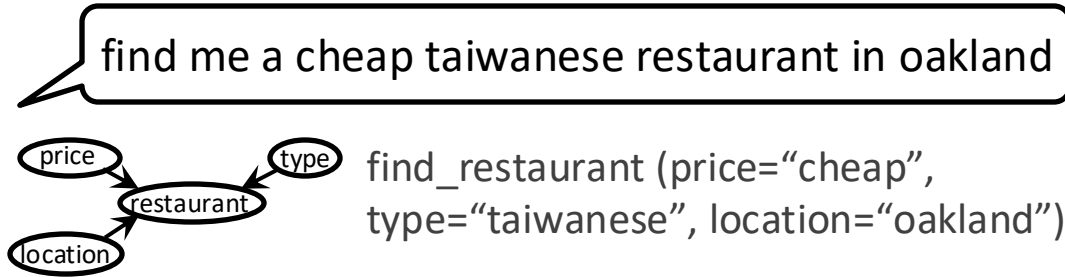 find me a cheap taiwanese restaurant in oakland
price
type
restaurant
location
find_restaurant (price=“cheap”,
type=“taiwanese”, location=“oakland”)